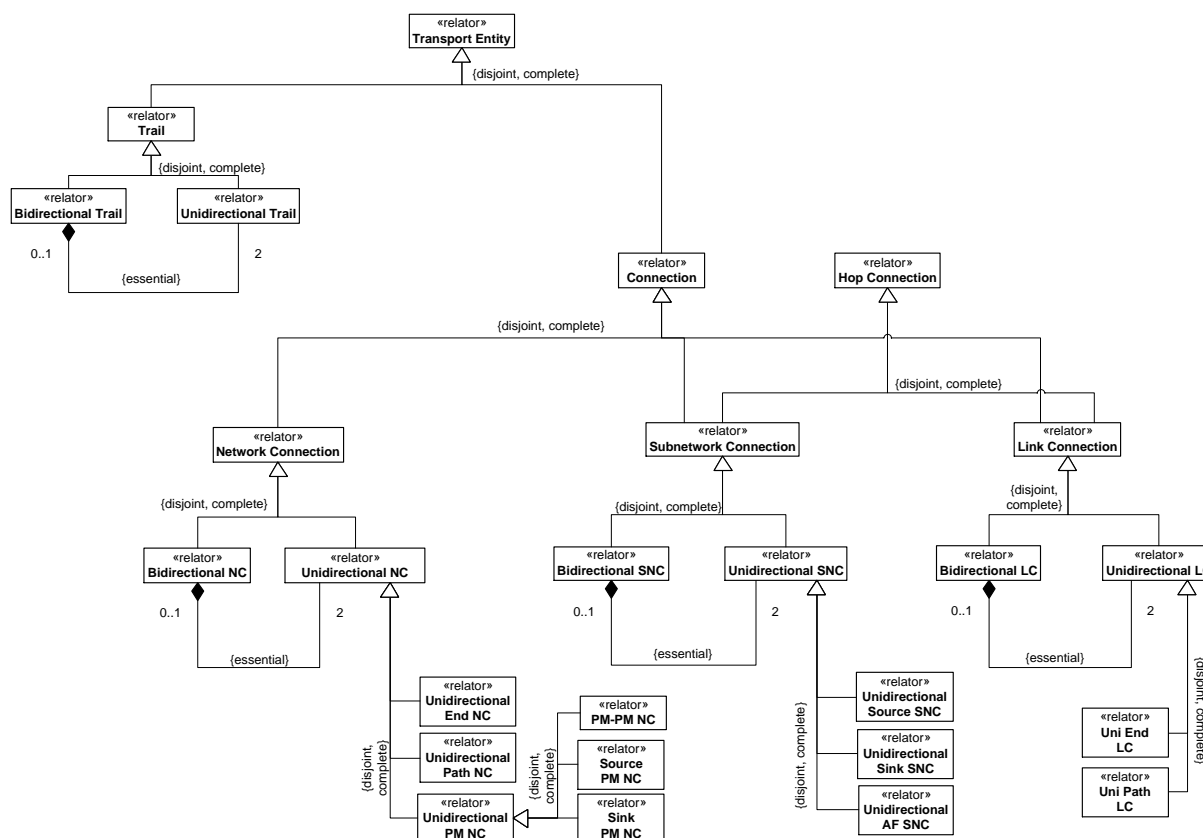 «relator»
Transport Entity
{disjoint, complete}
«relator»
Trail
{disjoint, complete}
«relator»
Bidirectional Trail
«relator»
Unidirectional Trail
0..1
2
{essential}
«relator»
Connection
«relator»
Hop Connection
{disjoint, complete}
{disjoint, complete}
«relator»
Network Connection
«relator»
Subnetwork Connection
«relator»
Link Connection
{disjoint, complete}
{disjoint, complete}
{disjoint,
complete}
«relator»
Bidirectional NC
«relator»
Unidirectional NC
«relator»
Bidirectional SNC
«relator»
Unidirectional SNC
«relator»
Bidirectional LC
«relator»
Unidirectional LC
0..1
2
0..1
2
0..1
2
{essential}
{essential}
{essential}
«relator»
Unidirectional
End NC
«relator»
Unidirectional
Path NC
«relator»
Unidirectional
PM NC
{disjoint,
complete}
«relator»
PM-PM NC
«relator»
Source
PM NC
«relator»
Sink
PM NC
{disjoint,
complete}
«relator»
Unidirectional
Source SNC
«relator»
Unidirectional
Sink SNC
«relator»
Unidirectional
AF SNC
{disjoint, complete}
«relator»
Uni End
LC
«relator»
Uni Path
LC
{disjoint, complete}